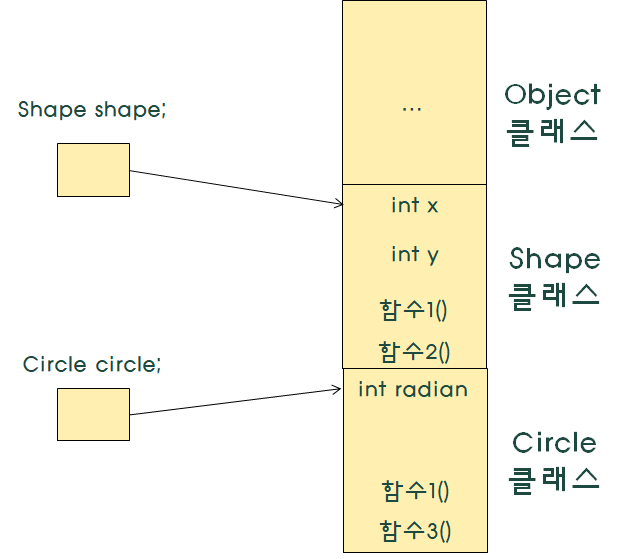 Object
클래스
...
Shape shape;
int x
int y
Shape
클래스
함수1()
함수2()
Circle circle;
int radian
Circle
클래스
함수1()
함수3()